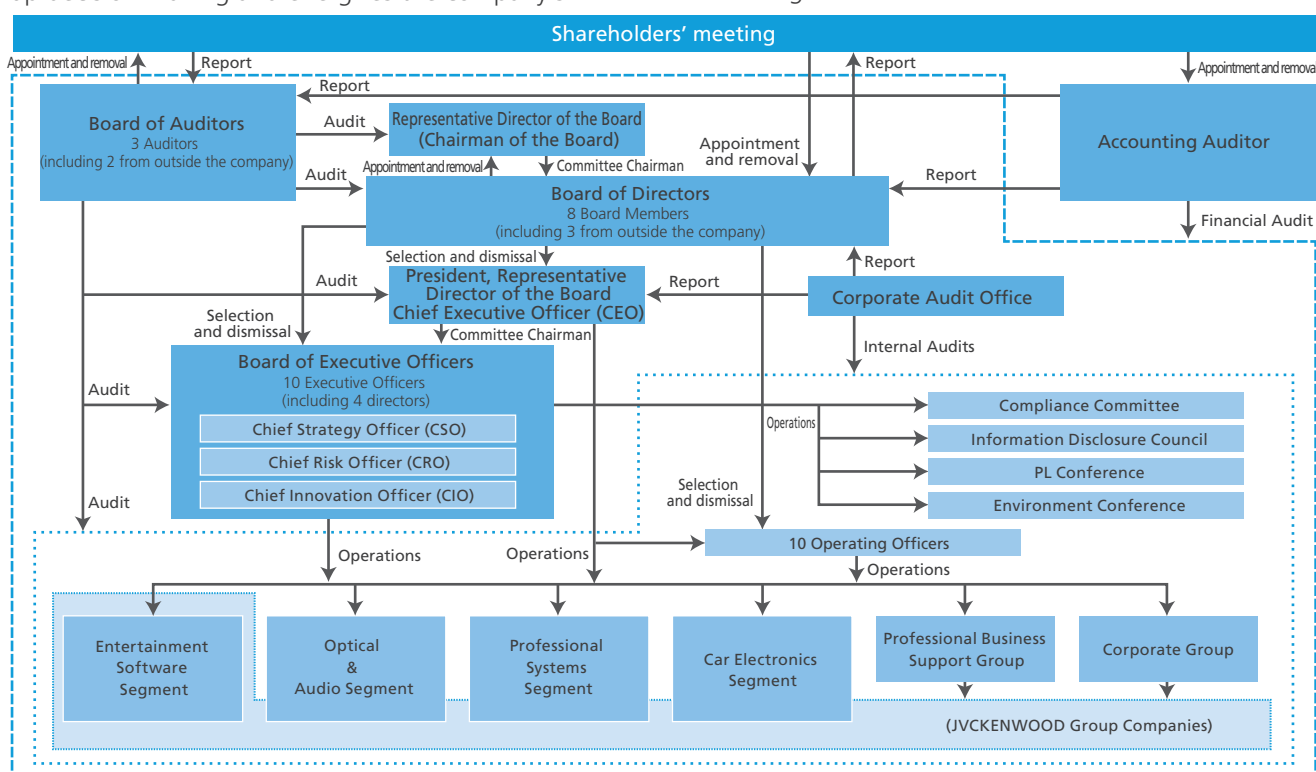 Shareholders' meeting
Appointment and removal
Report
Report
Appointment and removal
Report
Board of Auditors
3 Auditors
(including 2 from outside the company)
Audit
Representative Director of the Board
(Chairman of the Board)
Appointment
and removal
Accounting Auditor
Audit
Appointment and removal
Committee Chairman
Report
Board of Directors
8 Board Members
(including 3 from outside the company)
Financial Audit
Selection and dismissal
Audit
President, Representative
Director of the Board
Chief Executive Officer (CEO)
Report
Report
Corporate Audit Office
Selection
and dismissal
Committee Chairman
Internal Audits
Board of Executive Officers
10 Executive Officers
(including 4 directors)
Chief Strategy Officer (CSO)
Chief Risk Officer (CRO)
Chief Innovation Officer (CIO)
Audit
Audit
Operations
Compliance Committee
Information Disclosure Council
PL Conference
Environment Conference
Selection
and dismissal
10 Operating Officers
Operations
Operations
Operations
Entertainment
Software
Segment
Optical
&
Audio Segment
Professional
Systems
Segment
Car Electronics
Segment
Professional Business
Support Group
Corporate Group
(JVCKENWOOD Group Companies)